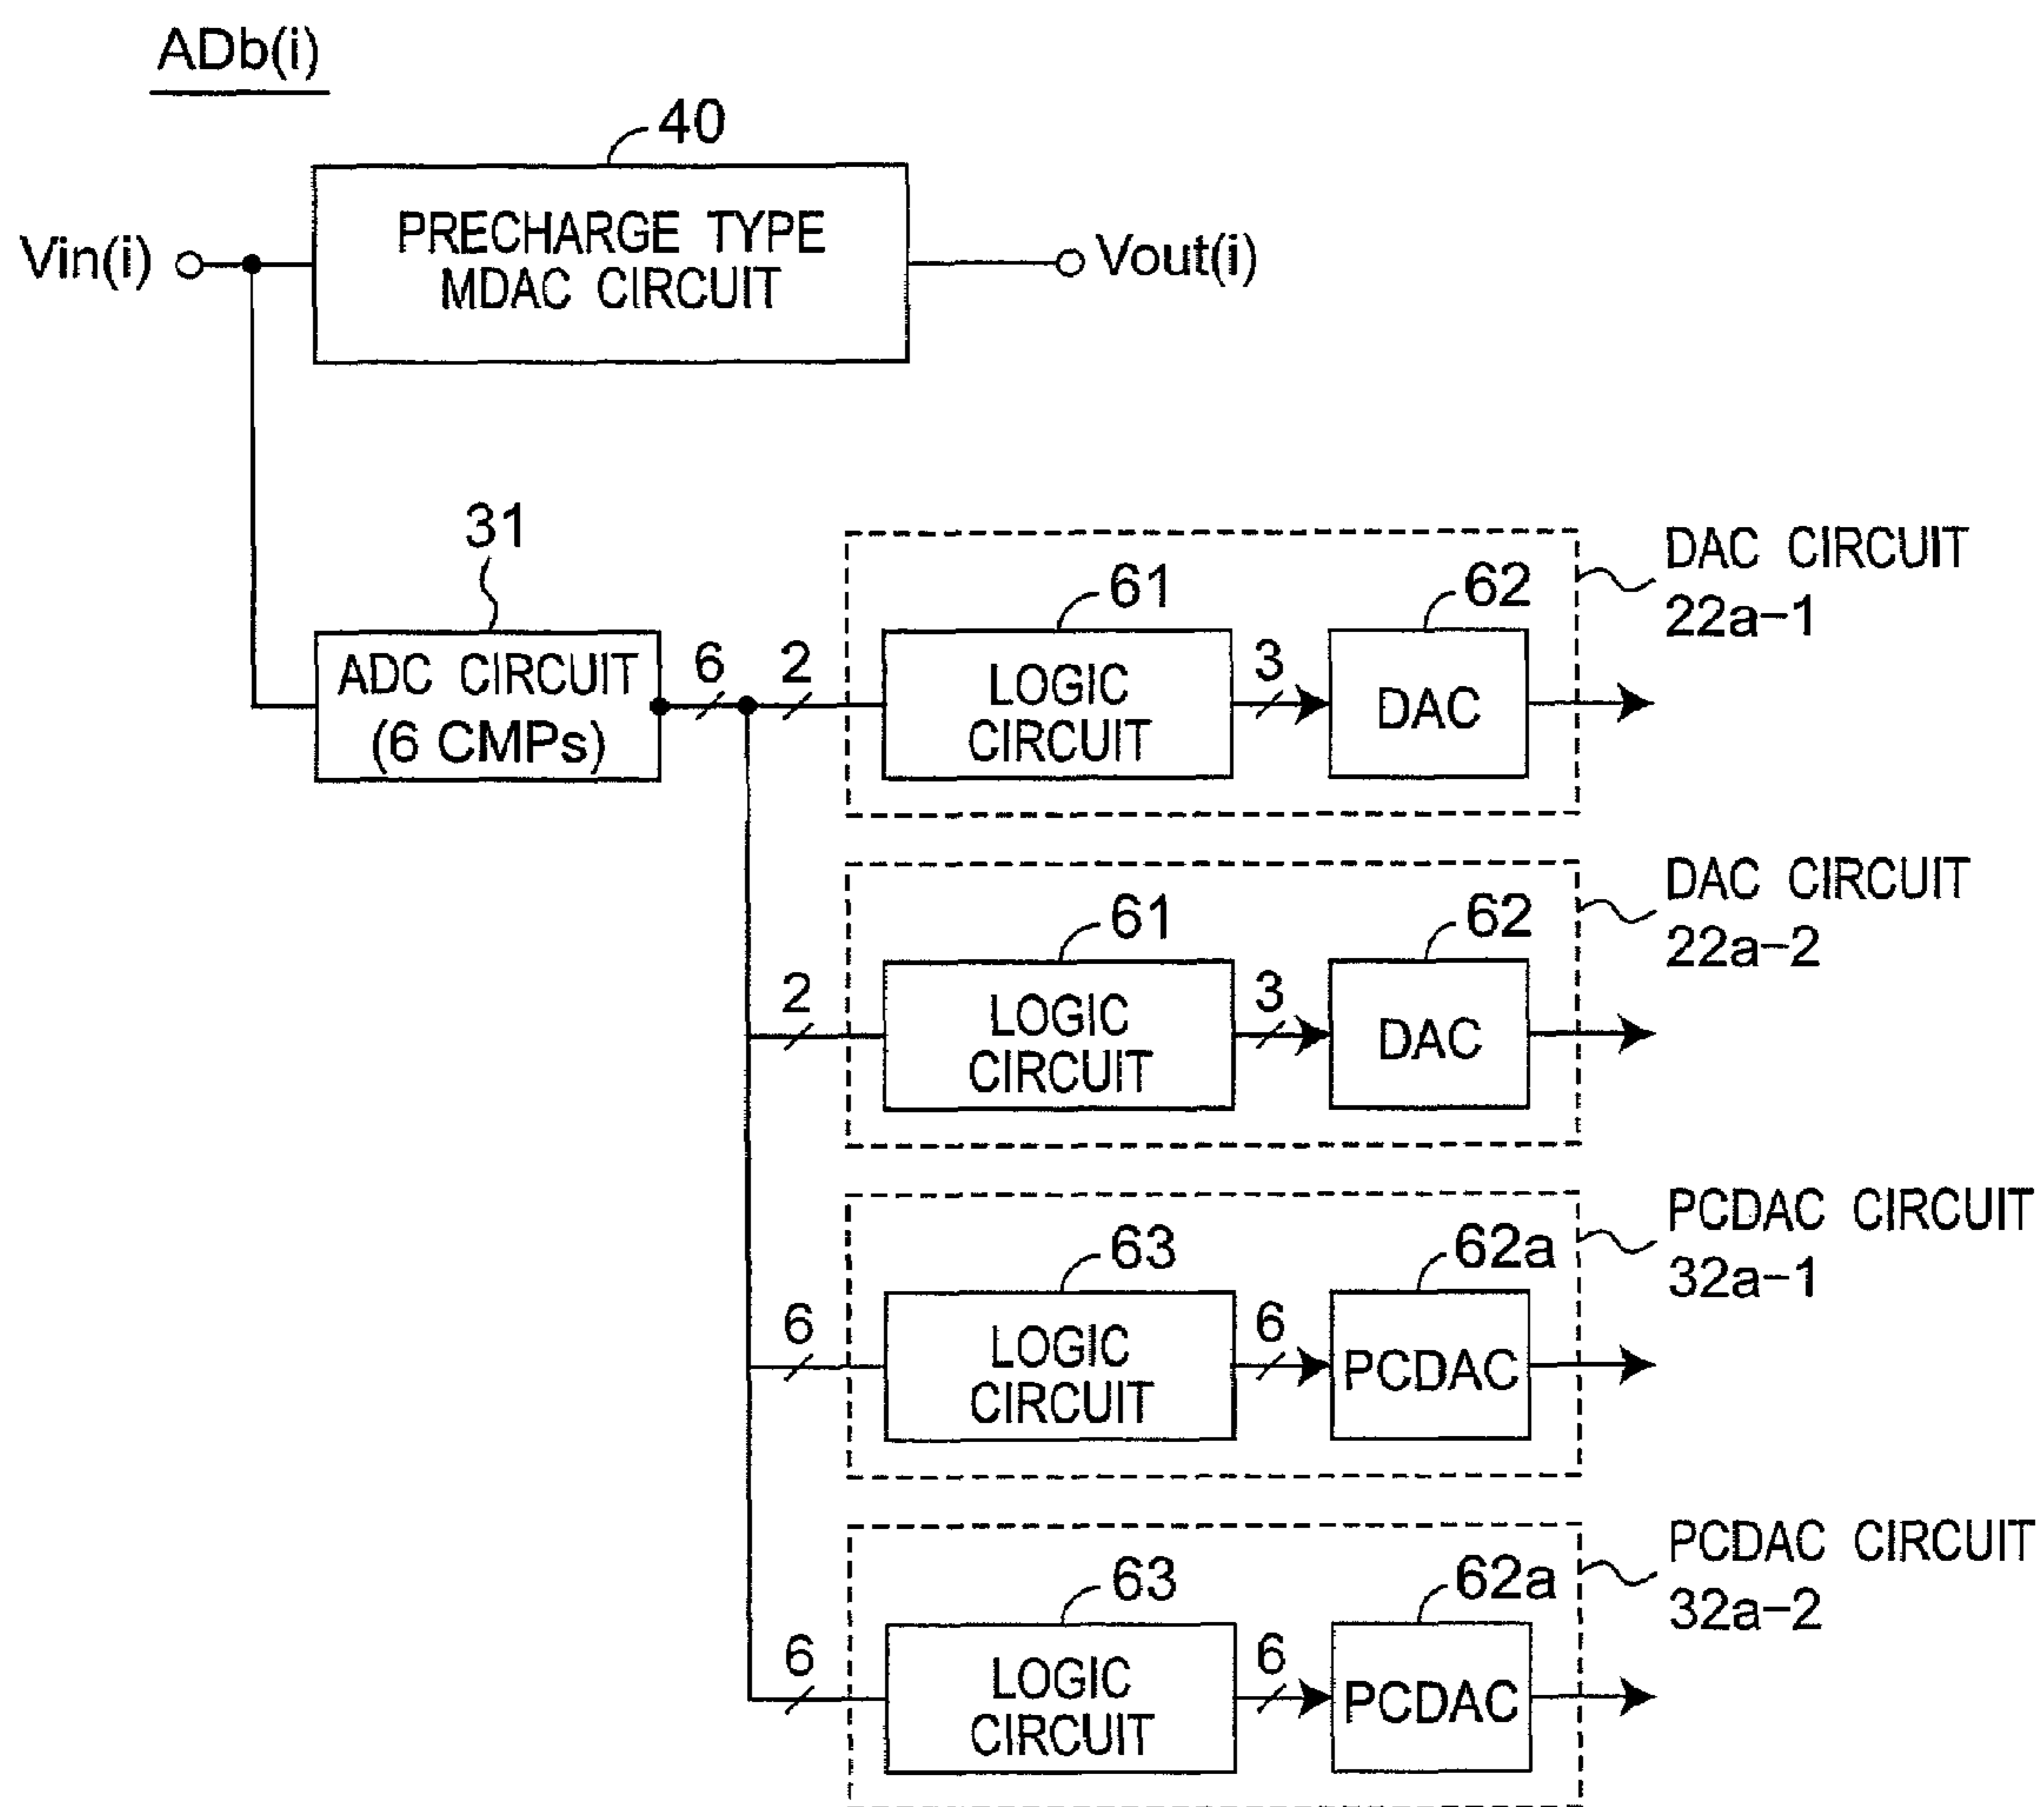 ADb(i)
40
PRECHARGE TYPE
MDAC CIRCUIT
Vin(i)
Vout(i)
31
ADC CIRCUIT
(6 CMPs)
6
2
61
LOGIC
CIRCUIT
3
62
DAC
DAC CIRCUIT
22a-1
2
61
LOGIC
CIRCUIT
3
62
DAC
DAC CIRCUIT
22a-2
6
63
LOGIC
CIRCUIT
6
62a
PCDAC
PCDAC CIRCUIT
32a-1
6
63
LOGIC
CIRCUIT
6
62a
PCDAC
PCDAC CIRCUIT
32a-2